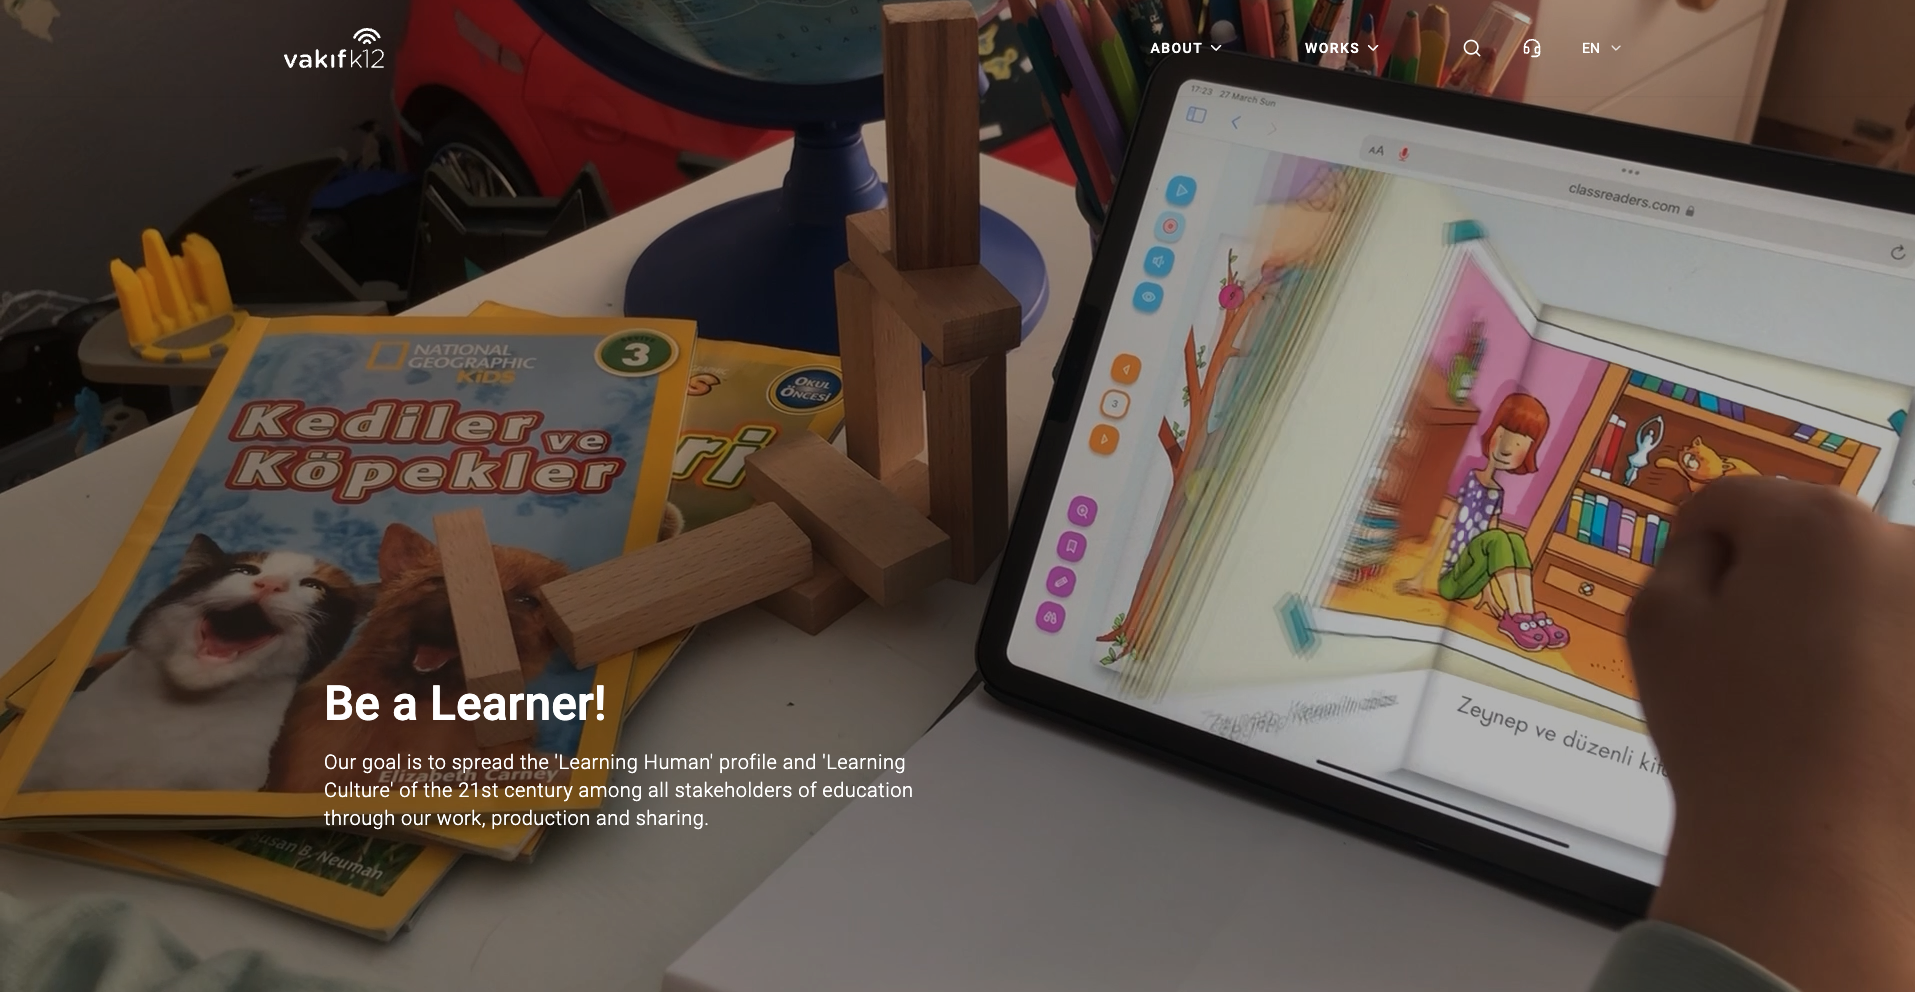 vakıfk12
ABOUT
WORKS
EN
17:23 27 March Sun
AA
classreaders.com
3
NATIONAL
GEOGRAPHIC
KiDS
3
Kediler ve
Köpekler
OKUL
ÖNCESİ
ri
Zeynep ve düzenli
Be a Learner!
Our goal is to spread the 'Learning Human' profile and 'Learning
Culture' of the 21st century among all stakeholders of education
through our work, production and sharing.
Elizabeth Carney
Susan B. Neuman